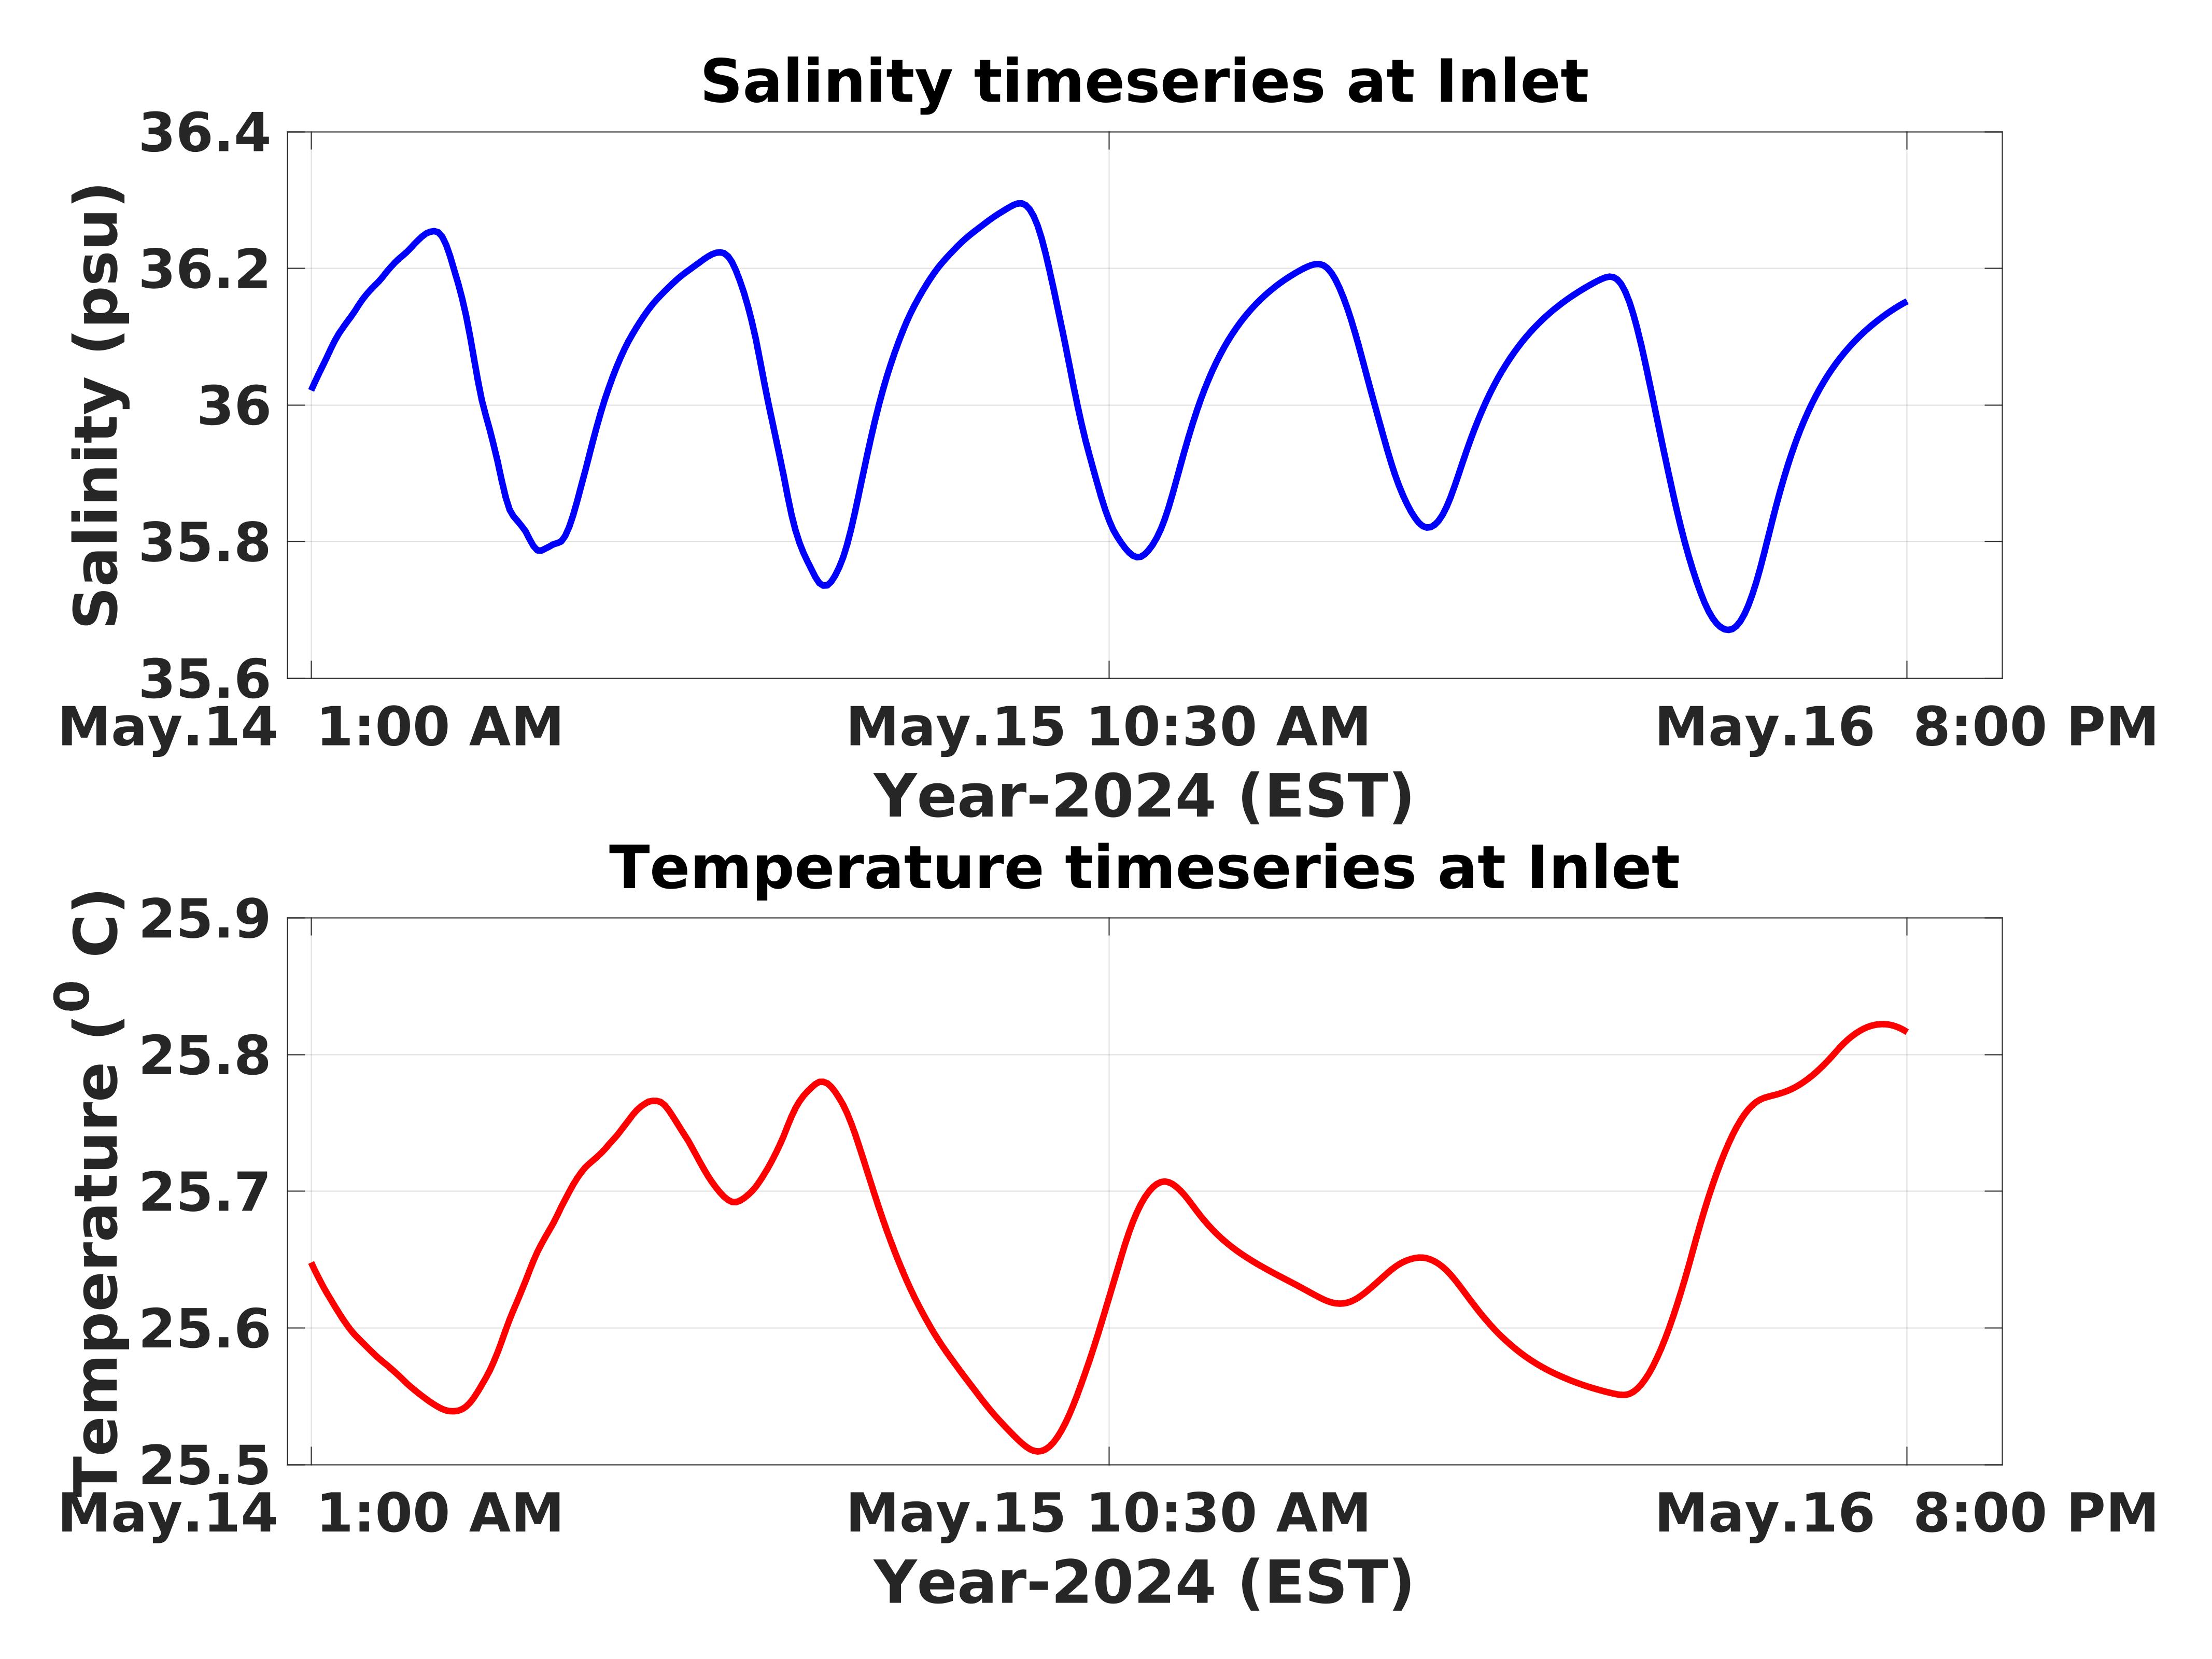 Salinity timeseries at Inlet
Salinity (psu)
36.4
36.2
36
35.8
35.6
May.14  1:00 AM
May.15 10:30 AM
May.16  8:00 PM
Year-2024 (EST)
Temperature timeseries at Inlet
Temperature (⁰ C)
25.9
25.8
25.7
25.6
25.5
May.14  1:00 AM
May.15 10:30 AM
May.16  8:00 PM
Year-2024 (EST)